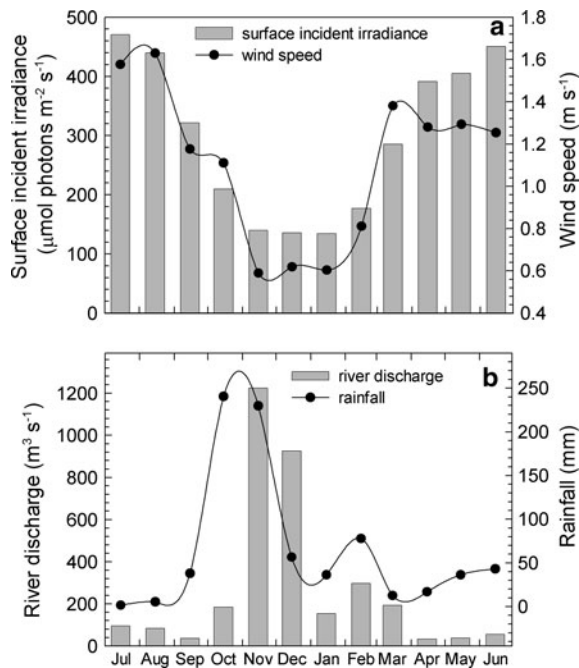 a
surface incident irradiance
wind speed
Surface incident irradiance
(µmol photons m⁻² s⁻¹)
500
400
300
200
100
0
Wind speed (m s⁻¹)
1.8
1.6
1.4
1.2
1.0
0.8
0.6
0.4
b
river discharge
rainfall
River discharge (m³ s⁻¹)
1200
1000
800
600
400
200
0
Rainfall (mm)
250
200
150
100
50
0
Jul Aug Sep Oct Nov Dec Jan Feb Mar Apr May Jun